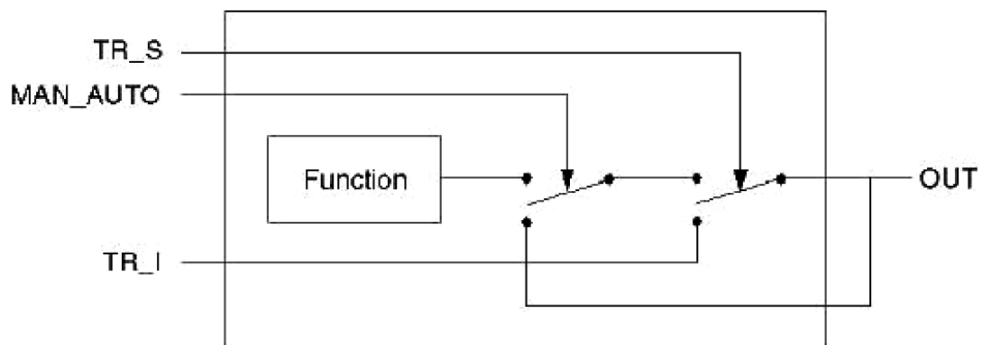 TR_S
MAN_AUTO
Function
OUT
TR_I